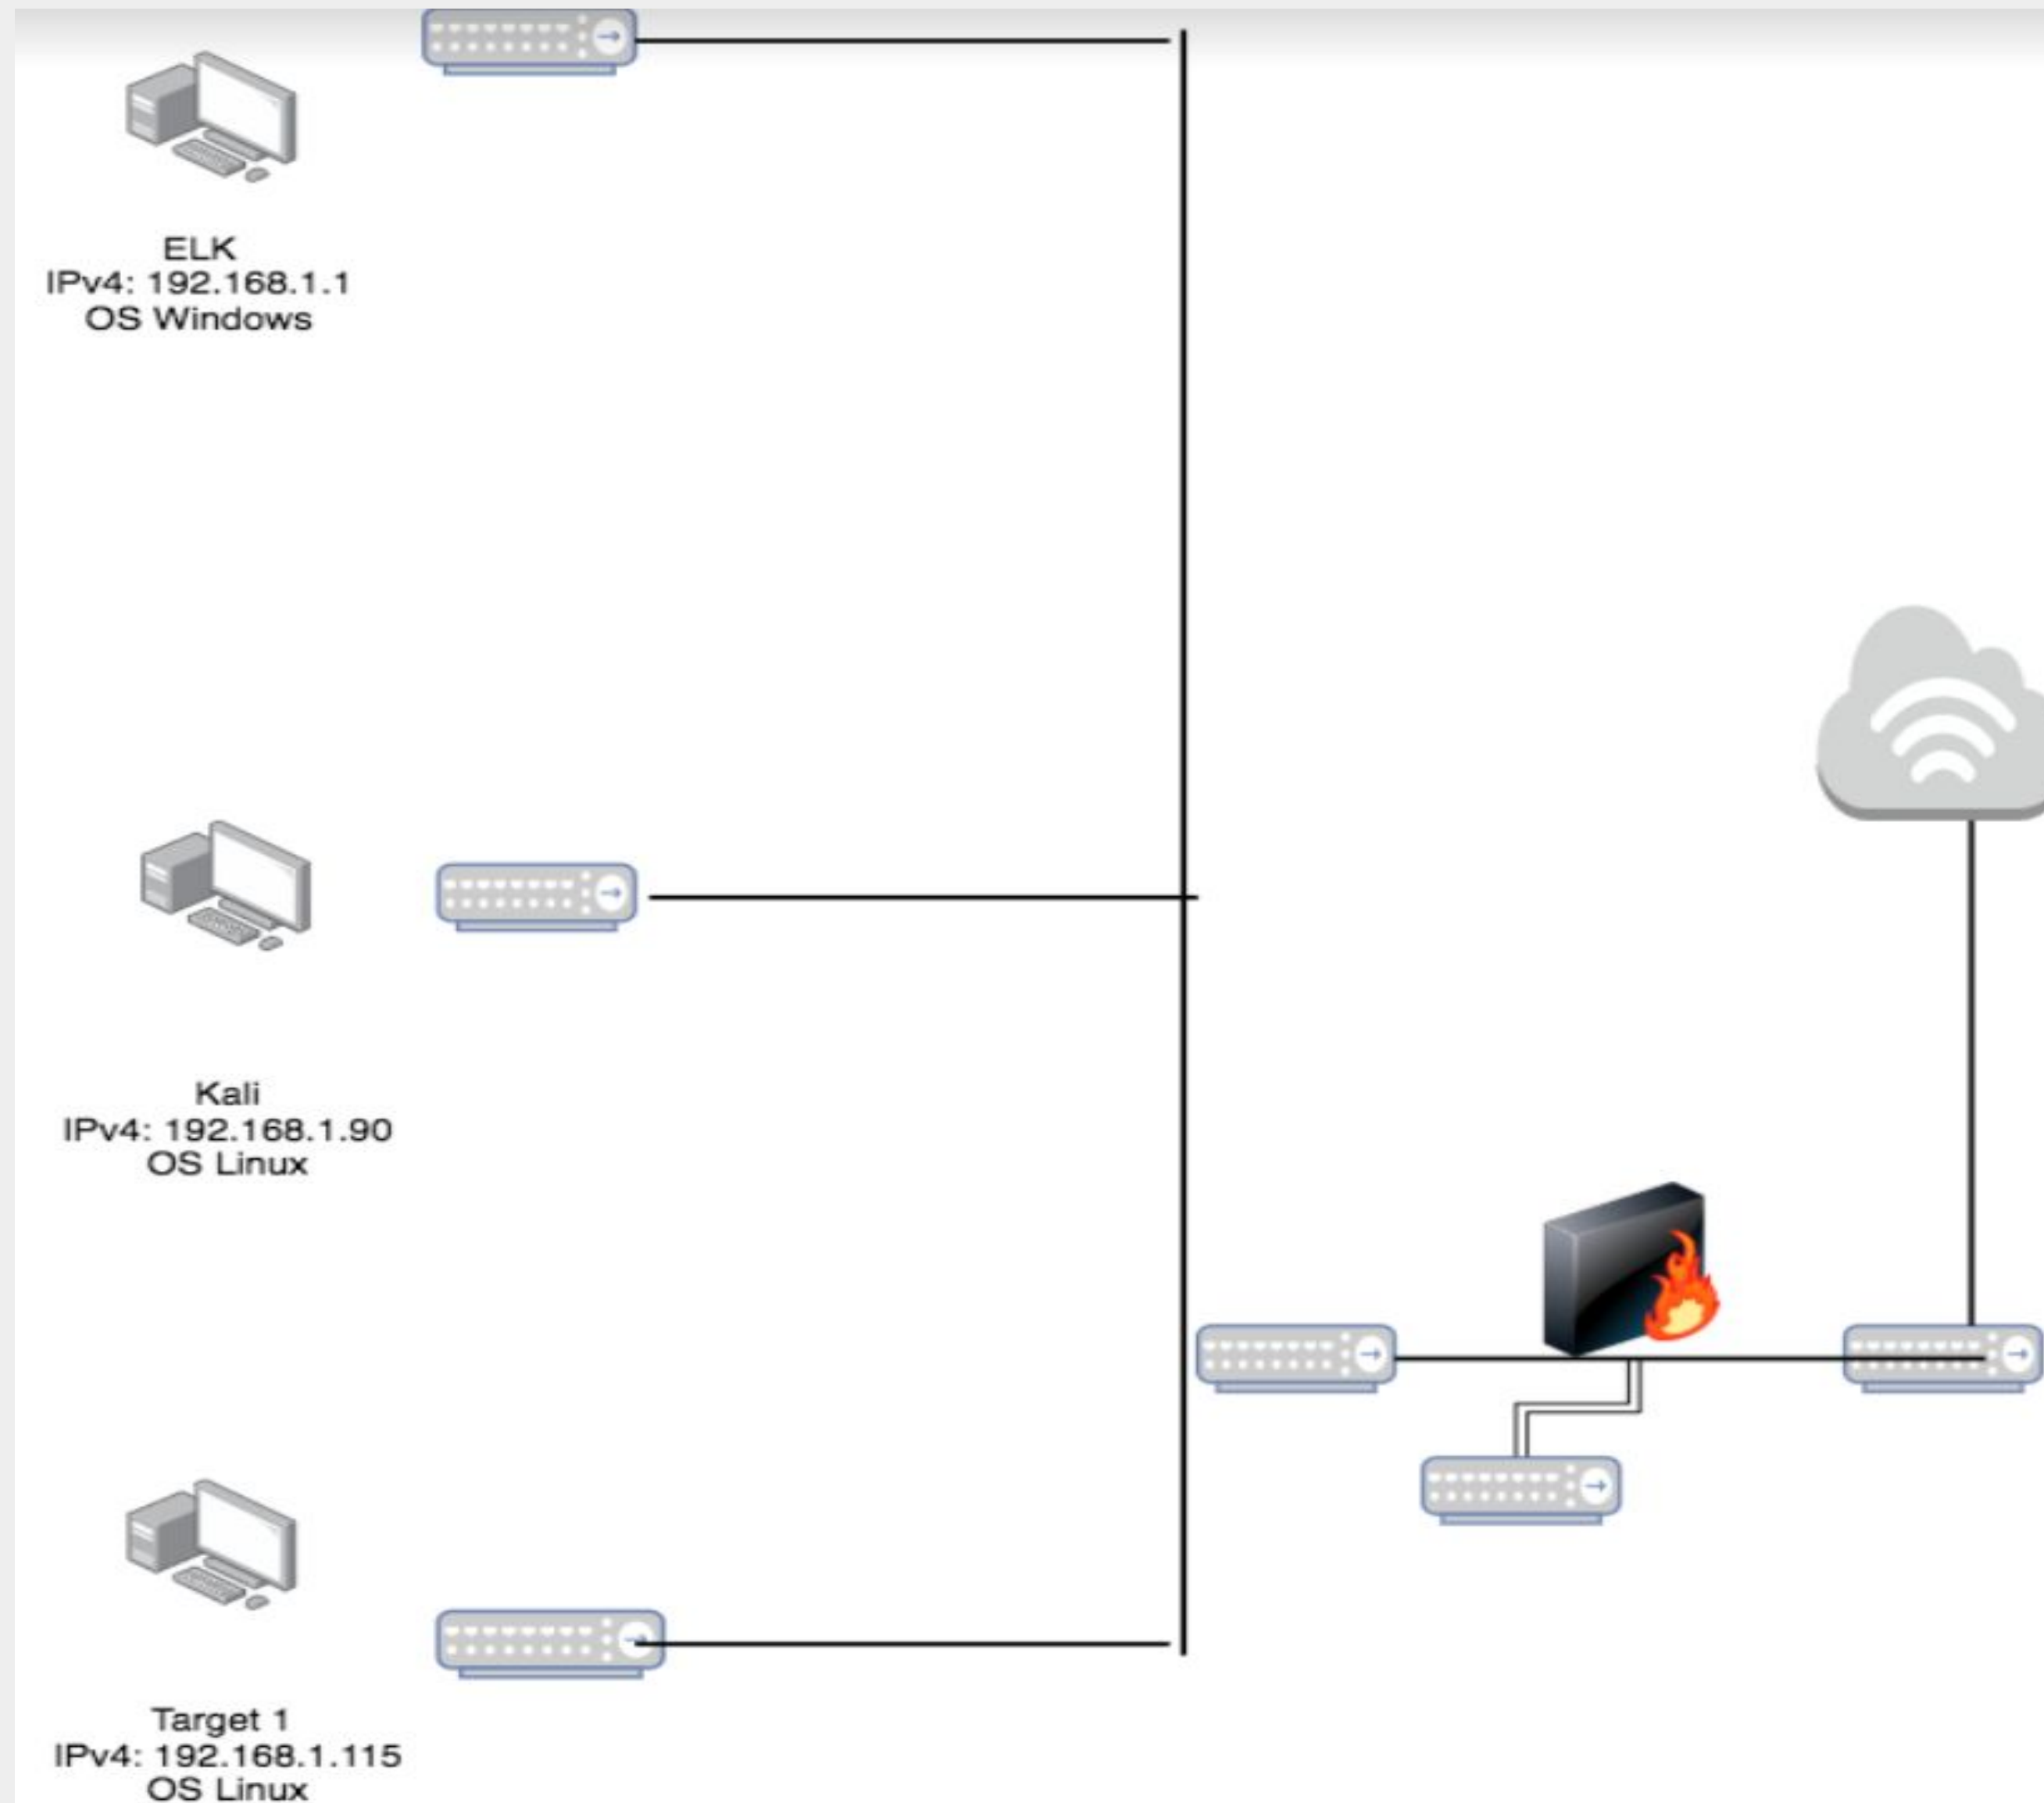 ELK
IPv4: 192.168.1.1
OS Windows
Kali
IPv4: 192.168.1.90
OS Linux
Target 1
IPv4: 192.168.1.115
OS Linux